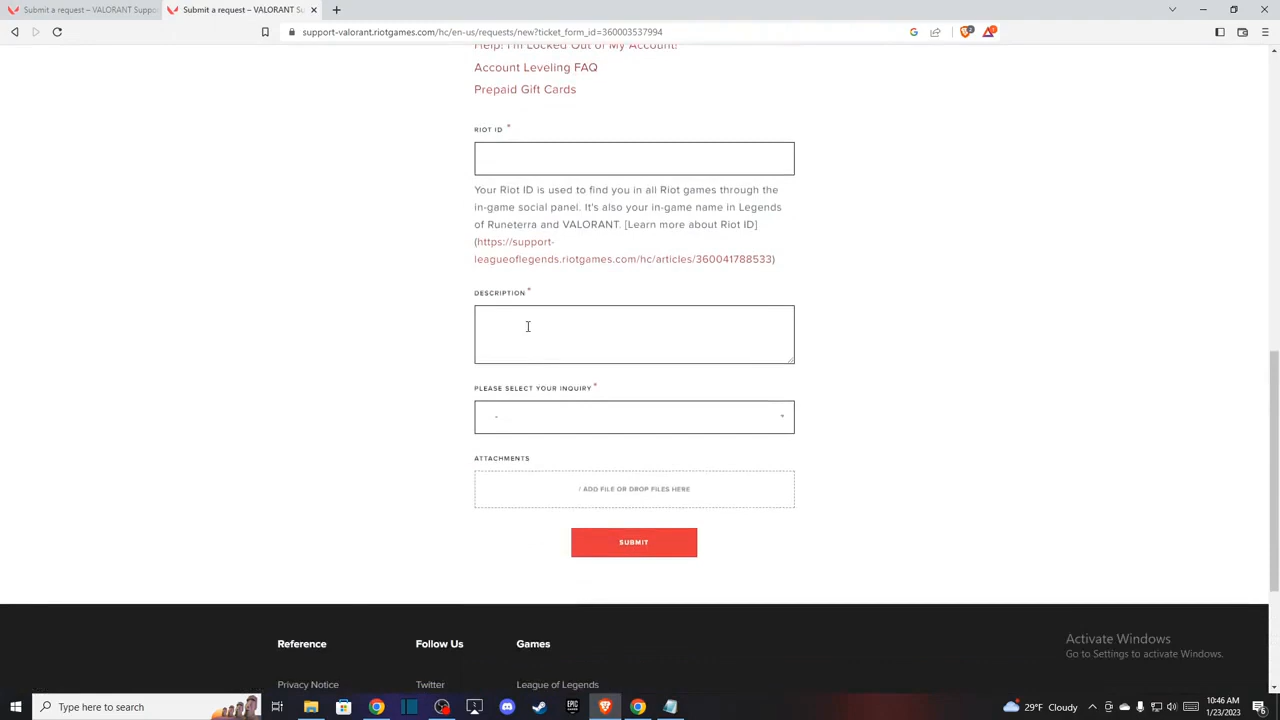 Submit a request – VALORANT Suppo
Submit a request – VALORANT Sup
support-valorant.riotgames.com/hc/en-us/requests/new?ticket_form_id=360003537994
Help! I'm Locked Out of My Account!
Account Leveling FAQ
Prepaid Gift Cards
RIOT ID *
Your Riot ID is used to find you in all Riot games through the
in-game social panel. It's also your in-game name in Legends
of Runeterra and VALORANT. [Learn more about Riot ID]
(https://support-
leagueoflegends.riotgames.com/hc/articles/360041788533)
DESCRIPTION *
PLEASE SELECT YOUR INQUIRY *
-
ATTACHMENTS
/ ADD FILE OR DROP FILES HERE
SUBMIT
Reference
Follow Us
Games
Privacy Notice
Twitter
League of Legends
Activate Windows
Go to Settings to activate Windows.
Type here to search
29°F Cloudy
10:46 AM
1/23/2023